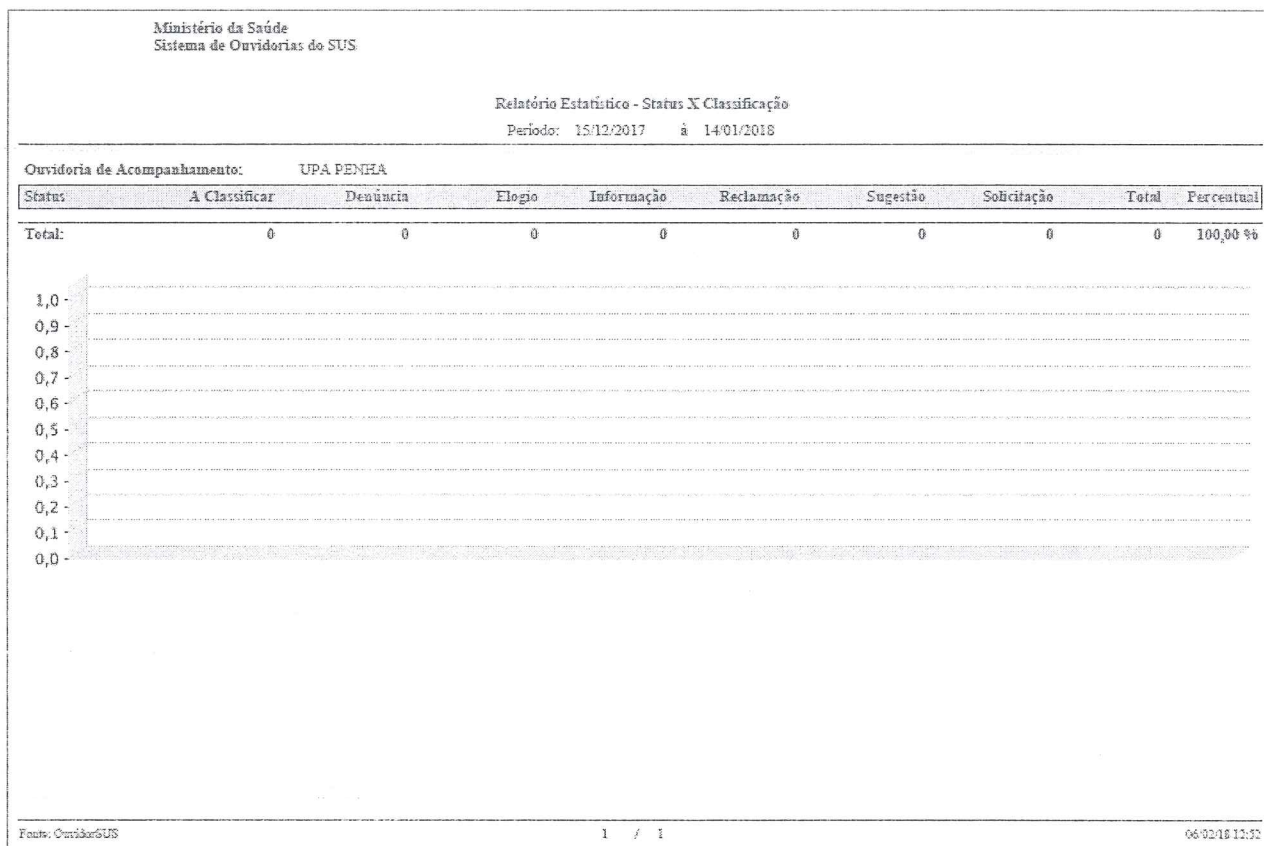 Ministério da Saúde
Sistema de Ouvidorias do SUS
Relatório Estatístico - Status X Classificação
Período: 15/12/2017 à 14/01/2018
Ouvidoria de Acompanhamento: UPA PENHA
Status A Classificar Denúncia Elogio Informação Reclamação Sugestão Solicitação Total Percentual
Total: 0 0 0 0 0 0 0 0 100,00 %
1,0
0,9
0,8
0,7
0,6
0,5
0,4
0,3
0,2
0,1
0,0
Fonte: OuvidorSUS 1 / 1 06/02/18 12:52